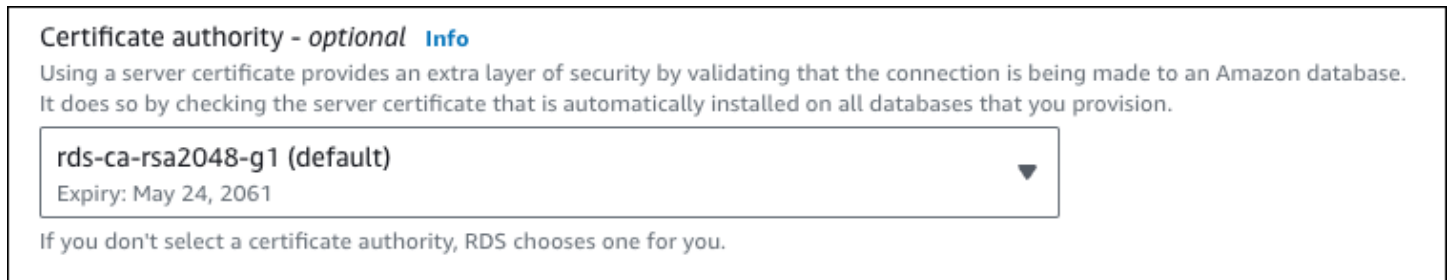 Certificate authority - optional Info
Using a server certificate provides an extra layer of security by validating that the connection is being made to an Amazon database.
It does so by checking the server certificate that is automatically installed on all databases that you provision.
rds-ca-rsa2048-g1 (default)
Expiry: May 24, 2061
If you don't select a certificate authority, RDS chooses one for you.